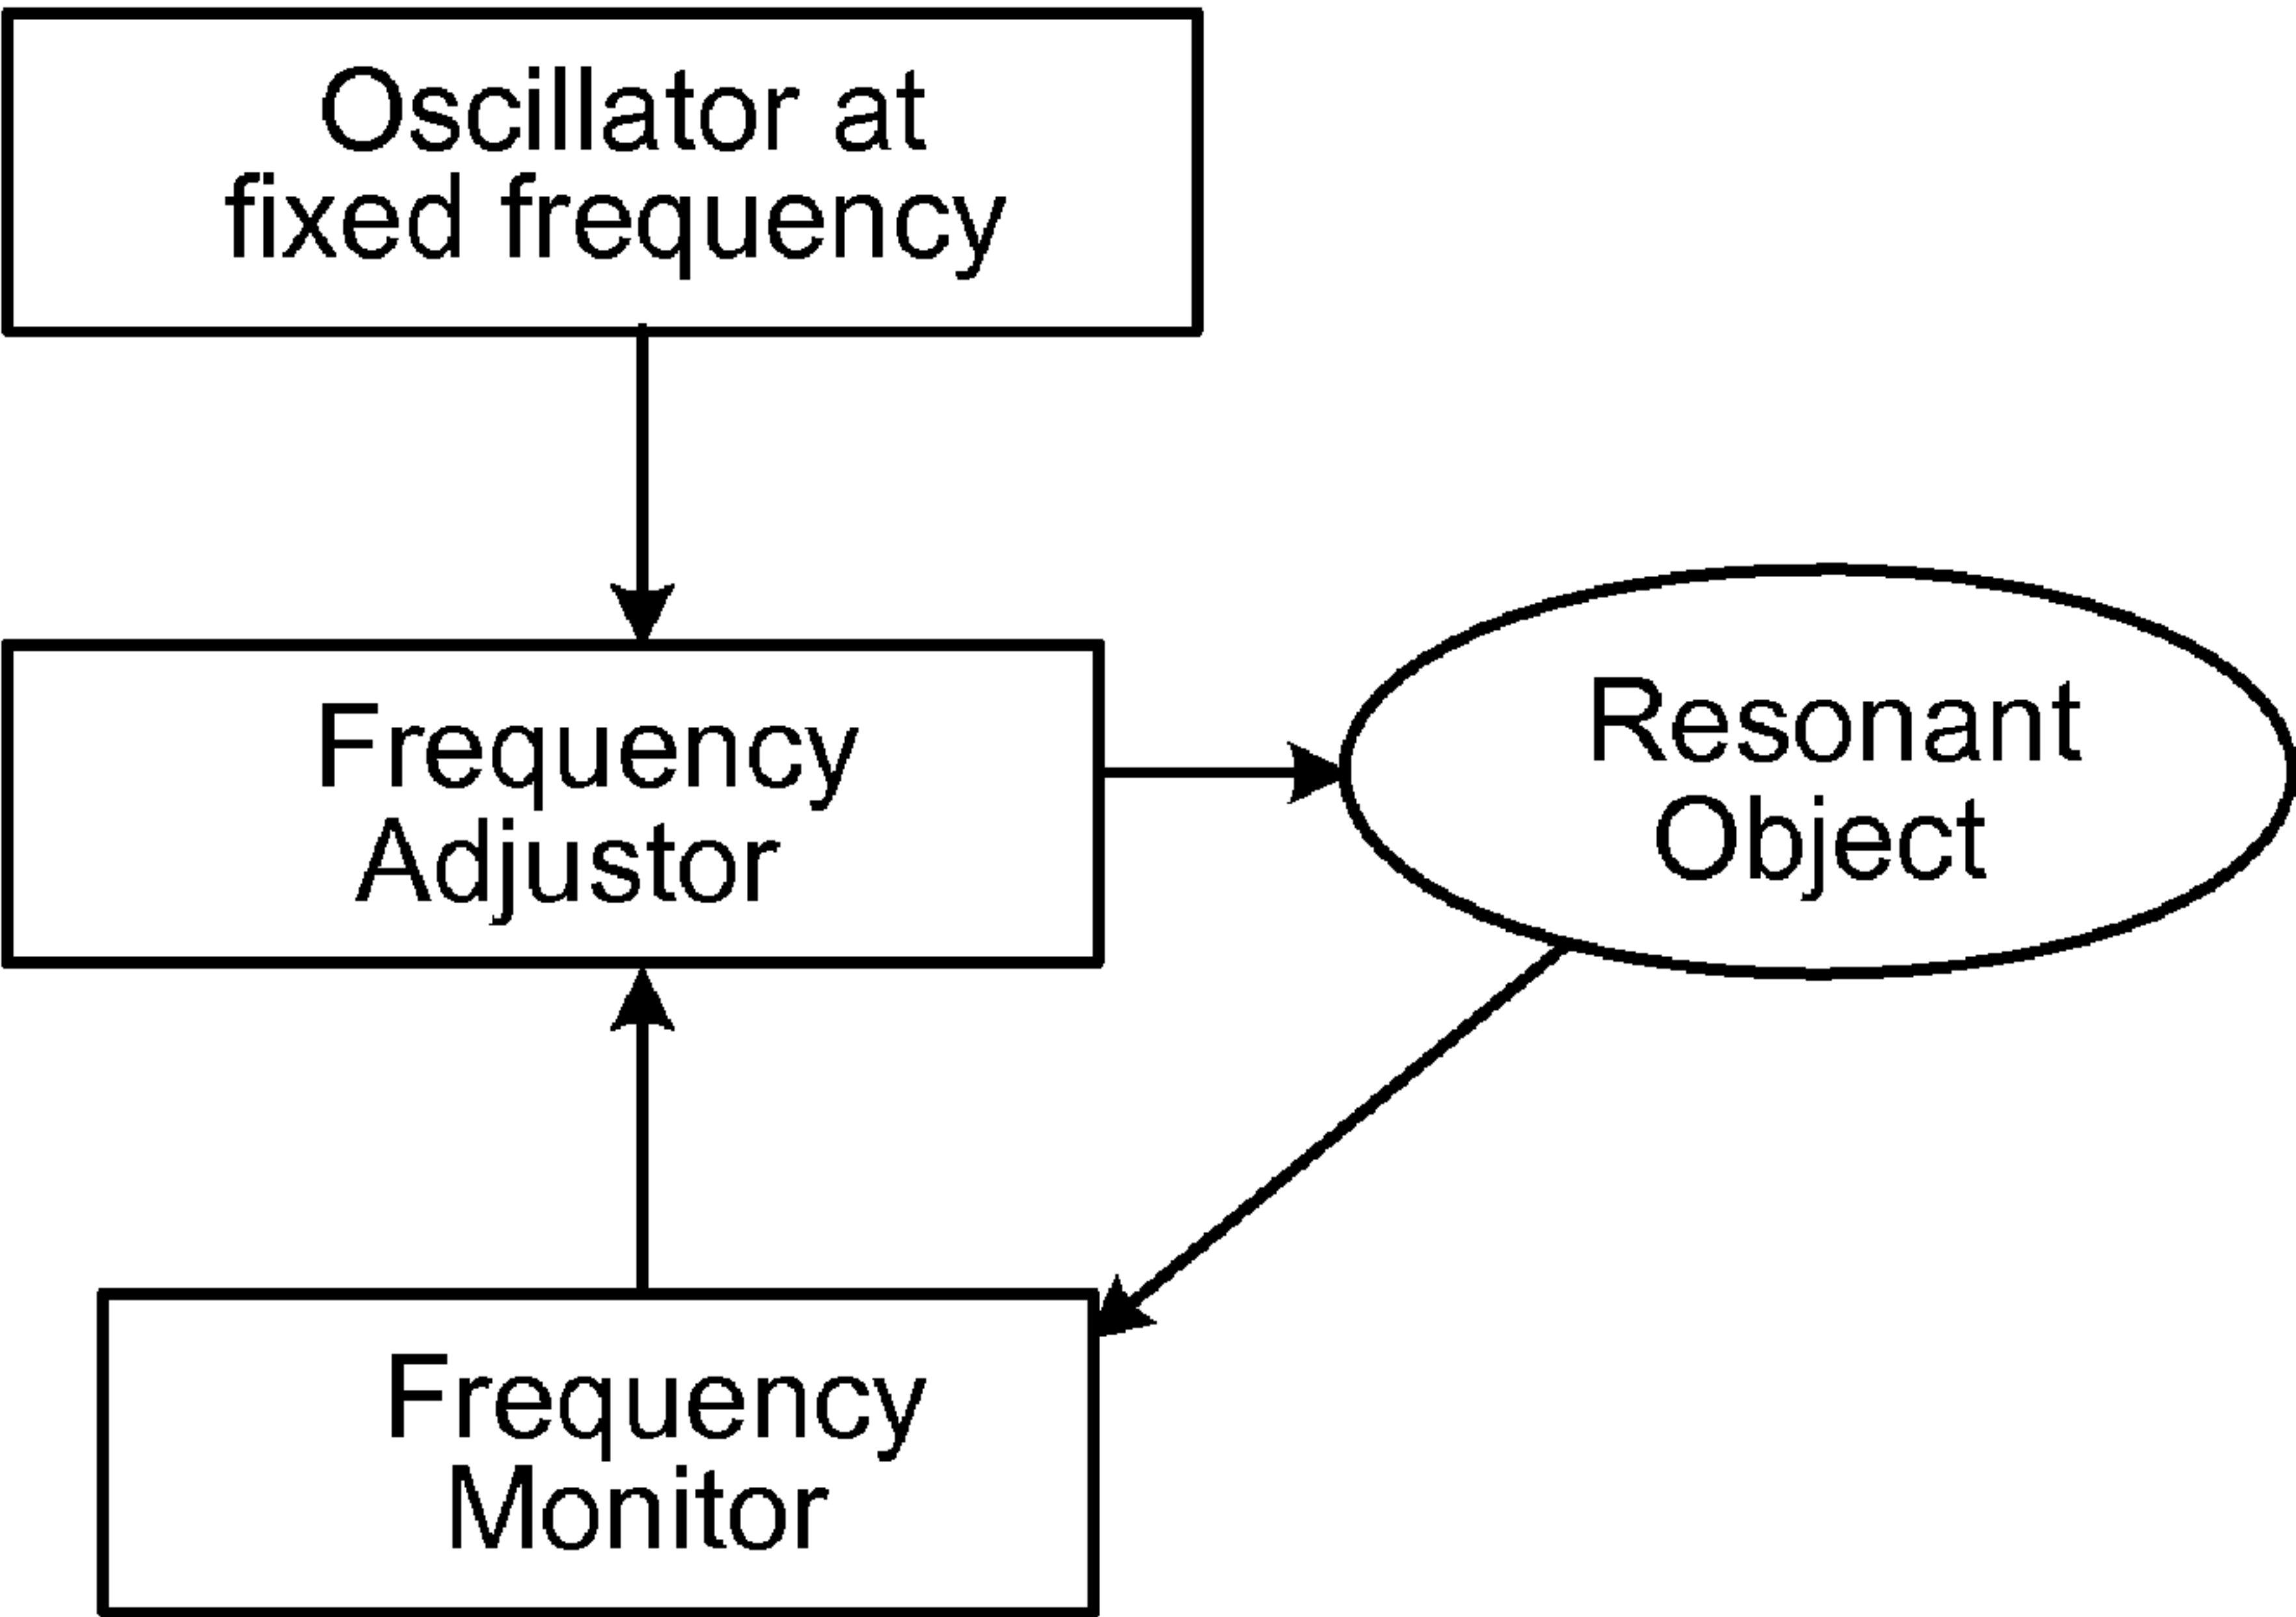 Oscillator at
fixed frequency
Frequency
Adjustor
Resonant
Object
Frequency
Monitor